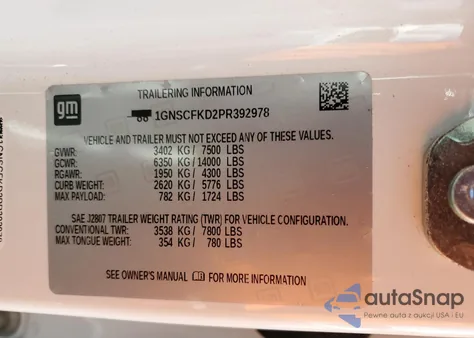 gm
TRAILERING INFORMATION
1GNSCFKD2PR392978
VEHICLE AND TRAILER MUST NOT EXCEED ANY OF THESE VALUES.
GVWR: 3402 KG / 7500 LBS
GCWR: 6350 KG / 14000 LBS
RGAWR: 1950 KG / 4300 LBS
CURB WEIGHT: 2620 KG / 5776 LBS
MAX PAYLOAD: 782 KG / 1724 LBS
SAE J2807 TRAILER WEIGHT RATING (TWR) FOR VEHICLE CONFIGURATION.
CONVENTIONAL TWR: 3538 KG / 7800 LBS
MAX TONGUE WEIGHT: 354 KG / 780 LBS
SEE OWNER'S MANUAL FOR MORE INFORMATION
autoSnap
Pewne auta z aukcji USA i EU